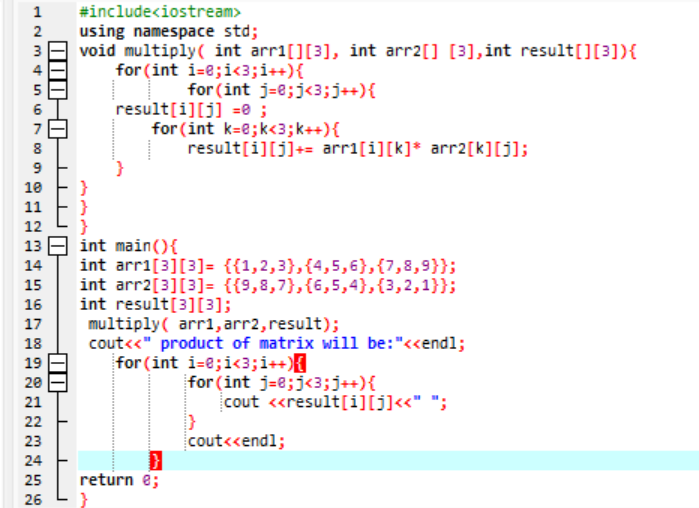 1 #include<iostream>
2 using namespace std;
3 void multiply( int arr1[][3], int arr2[] [3],int result[][3]){
4 for(int i=0;i<3;i++){
5 for(int j=0;j<3;j++){
6 result[i][j] =0 ;
7 for(int k=0;k<3;k++){
8 result[i][j]+= arr1[i][k]* arr2[k][j];
9 }
10 }
11 }
12 }
13 int main(){
14 int arr1[3][3]= {{1,2,3},{4,5,6},{7,8,9}};
15 int arr2[3][3]= {{9,8,7},{6,5,4},{3,2,1}};
16 int result[3][3];
17 multiply( arr1,arr2,result);
18 cout<<" product of matrix will be:"<<endl;
19 for(int i=0;i<3;i++){
20 for(int j=0;j<3;j++){
21 cout <<result[i][j]<<" ";
22 }
23 cout<<endl;
24 }
25 return 0;
26 }